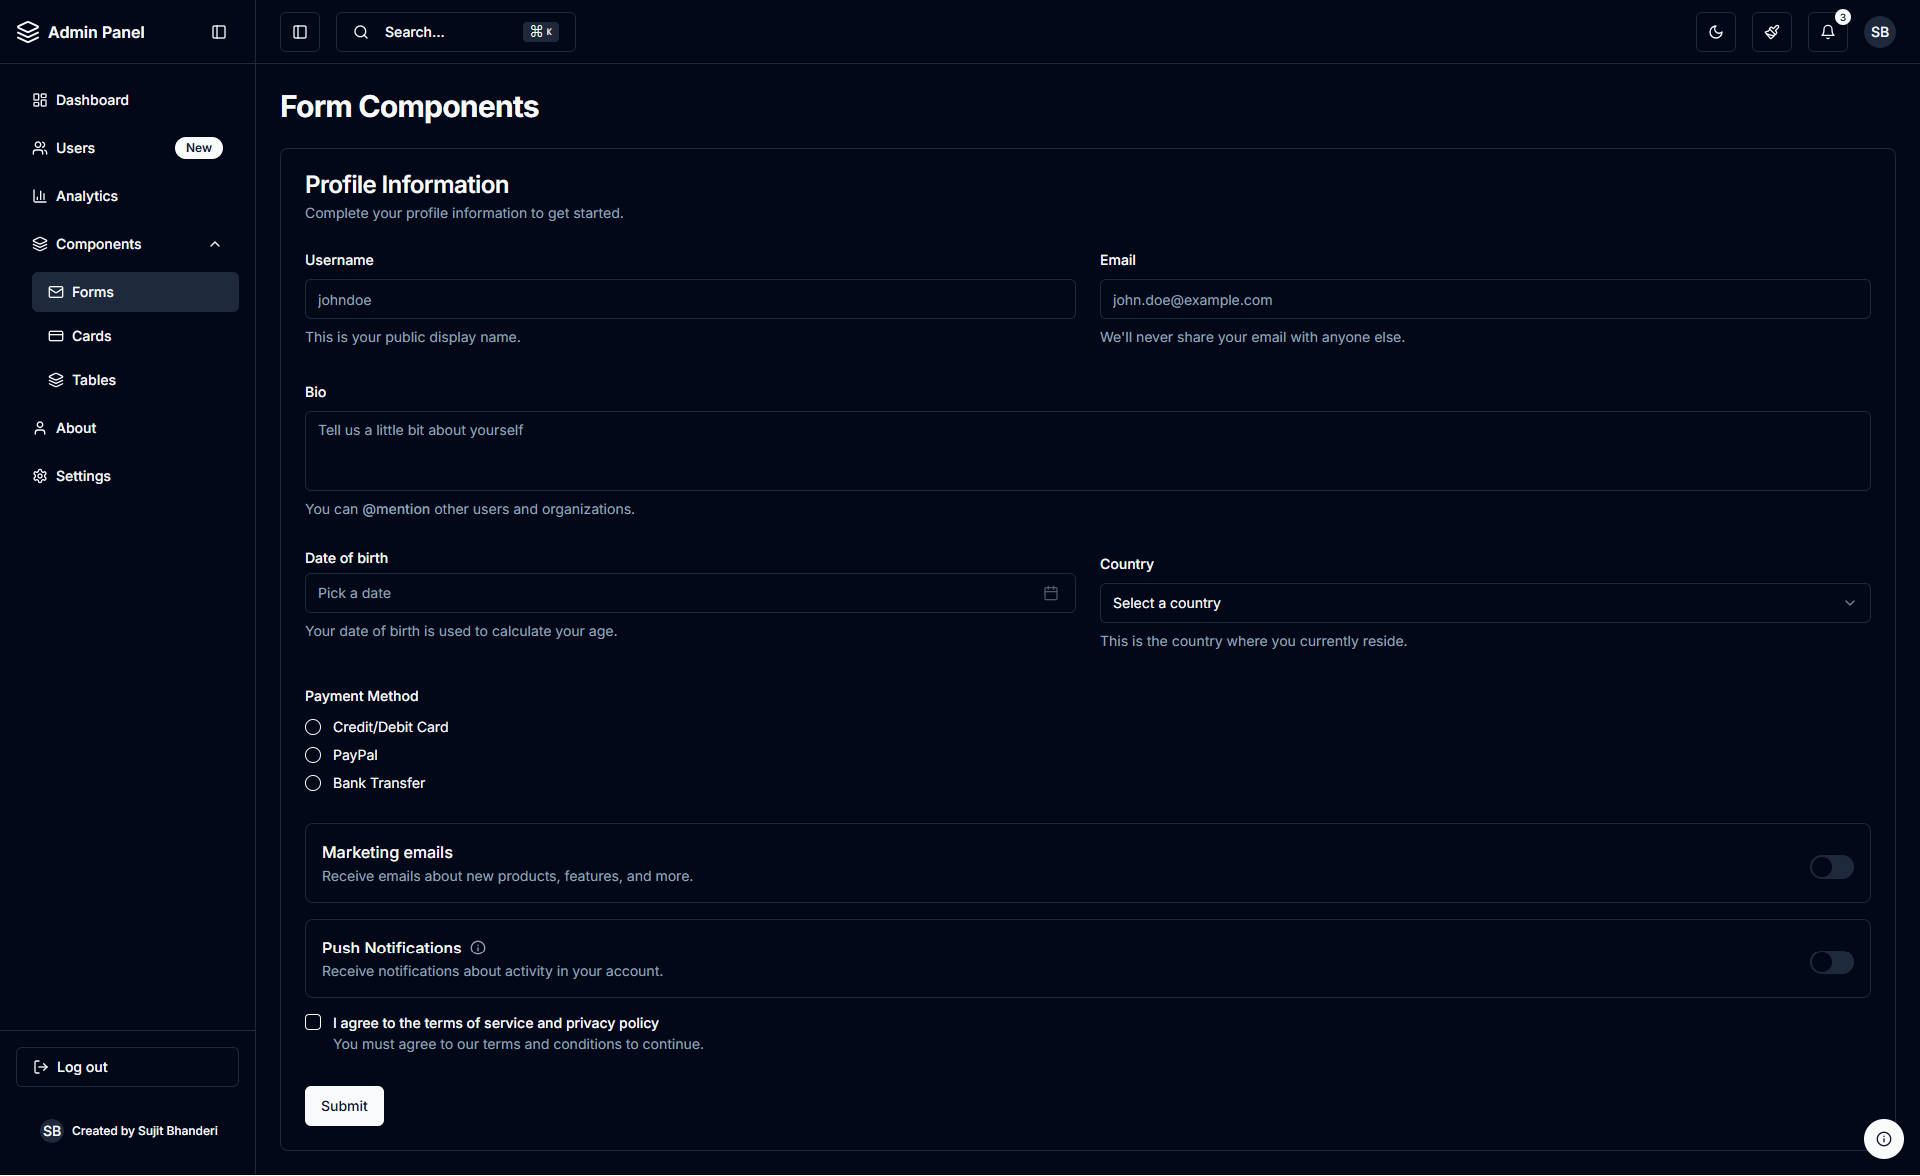 Admin Panel
Search...
⌘ K
3
SB
Dashboard
Users
New
Analytics
Components
Forms
Cards
Tables
About
Settings
Log out
SB
Created by Sujit Bhanderi
Form Components
Profile Information
Complete your profile information to get started.
Username
johndoe
This is your public display name.
Email
john.doe@example.com
We'll never share your email with anyone else.
Bio
Tell us a little bit about yourself
You can @mention other users and organizations.
Date of birth
Pick a date
Your date of birth is used to calculate your age.
Country
Select a country
This is the country where you currently reside.
Payment Method
Credit/Debit Card
PayPal
Bank Transfer
Marketing emails
Receive emails about new products, features, and more.
Push Notifications
Receive notifications about activity in your account.
I agree to the terms of service and privacy policy
You must agree to our terms and conditions to continue.
Submit